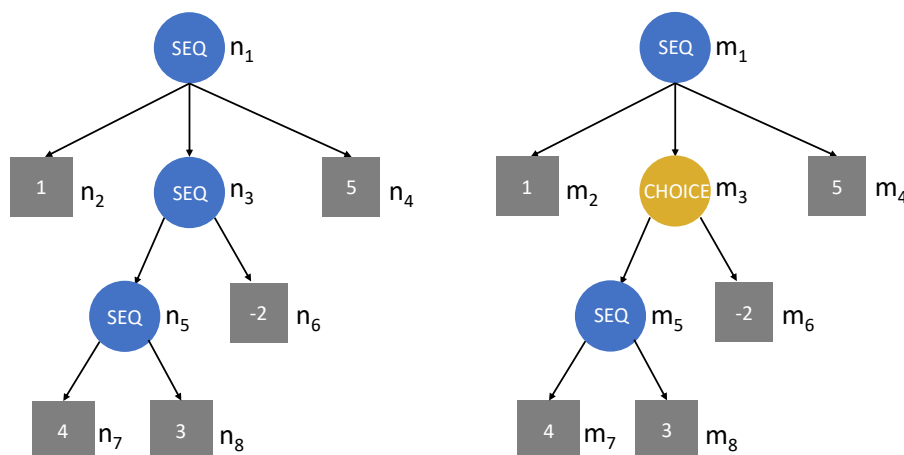 SEQ n1 SEQ m1
1 n2 SEQ n3 5 n4 1 m2 CHOICE m3 5 m4
SEQ n5 -2 n6 SEQ m5 -2 m6
4 n7 3 n8 4 m7 3 m8